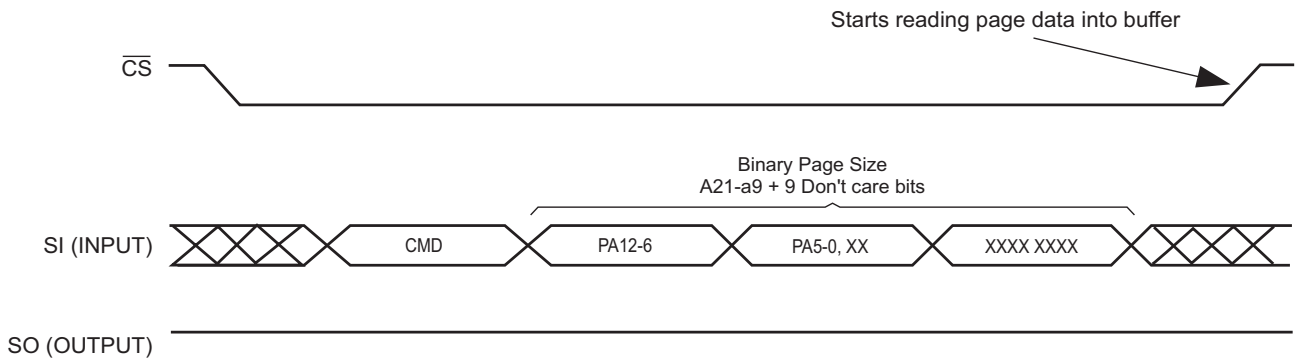 Starts reading page data into buffer
CS
Binary Page Size
A21-a9 + 9 Don't care bits
SI (INPUT)
CMD
PA12-6
PA5-0, XX
XXXX XXXX
SO (OUTPUT)